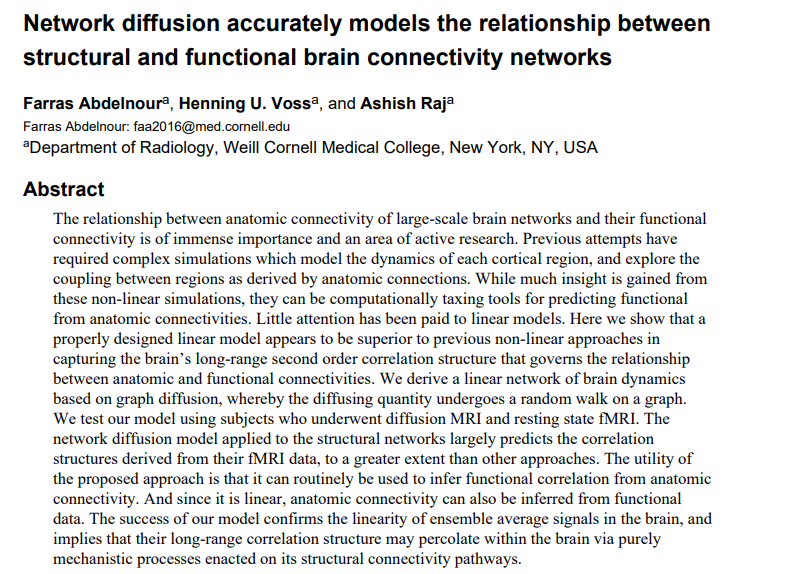 Network diffusion accurately models the relationship between
structural and functional brain connectivity networks
Farras Abdelnourᵃ, Henning U. Vossᵃ, and Ashish Rajᵃ
Farras Abdelnour: faa2016@med.cornell.edu
ᵃDepartment of Radiology, Weill Cornell Medical College, New York, NY, USA
Abstract
The relationship between anatomic connectivity of large-scale brain networks and their functional
connectivity is of immense importance and an area of active research. Previous attempts have
required complex simulations which model the dynamics of each cortical region, and explore the
coupling between regions as derived by anatomic connections. While much insight is gained from
these non-linear simulations, they can be computationally taxing tools for predicting functional
from anatomic connectivities. Little attention has been paid to linear models. Here we show that a
properly designed linear model appears to be superior to previous non-linear approaches in
capturing the brain's long-range second order correlation structure that governs the relationship
between anatomic and functional connectivities. We derive a linear network of brain dynamics
based on graph diffusion, whereby the diffusing quantity undergoes a random walk on a graph.
We test our model using subjects who underwent diffusion MRI and resting state fMRI. The
network diffusion model applied to the structural networks largely predicts the correlation
structures derived from their fMRI data, to a greater extent than other approaches. The utility of
the proposed approach is that it can routinely be used to infer functional correlation from anatomic
connectivity. And since it is linear, anatomic connectivity can also be inferred from functional
data. The success of our model confirms the linearity of ensemble average signals in the brain, and
implies that their long-range correlation structure may percolate within the brain via purely
mechanistic processes enacted on its structural connectivity pathways.